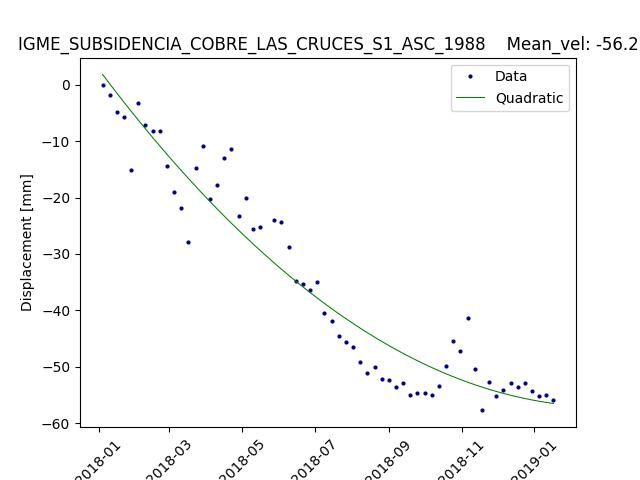 IGME_SUBSIDENCIA_COBRE_LAS_CRUCES_S1_ASC_1988    Mean_vel: -56.2
Data
Quadratic
0
−10
−20
−30
−40
−50
−60
Displacement [mm]
2018-01 2018-03 2018-05 2018-07 2018-09 2018-11 2019-01